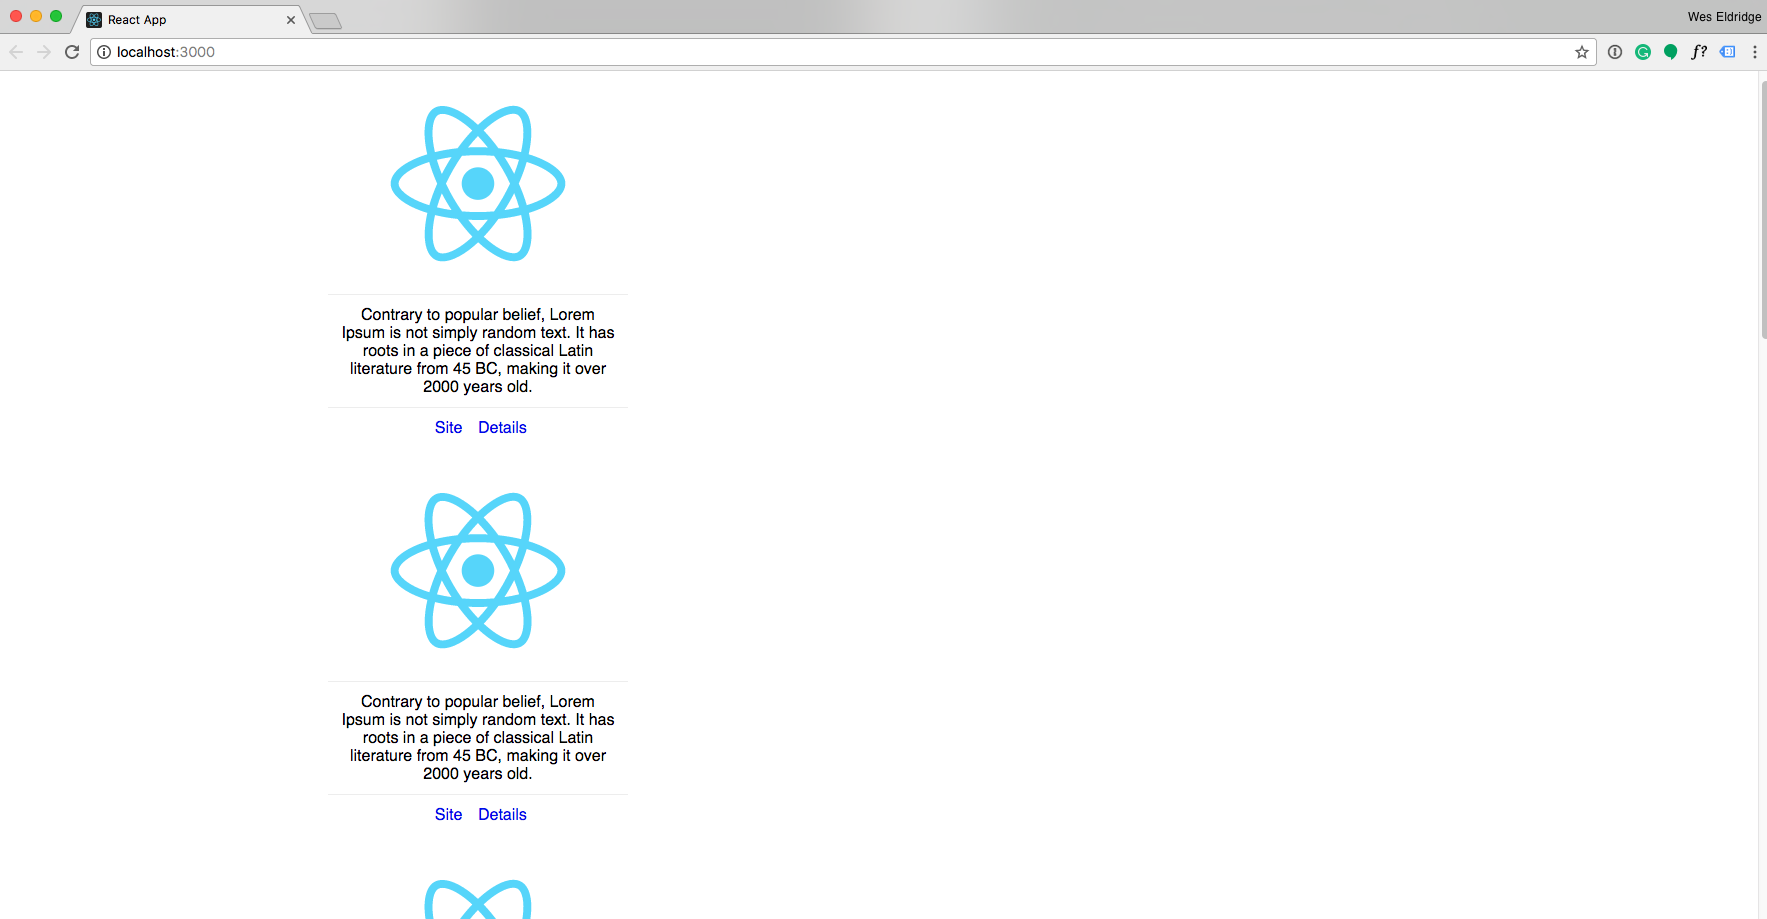 React App
Wes Eldridge
localhost:3000
f?
Contrary to popular belief, Lorem
Ipsum is not simply random text. It has
roots in a piece of classical Latin
literature from 45 BC, making it over
2000 years old.
Site Details
Contrary to popular belief, Lorem
Ipsum is not simply random text. It has
roots in a piece of classical Latin
literature from 45 BC, making it over
2000 years old.
Site Details